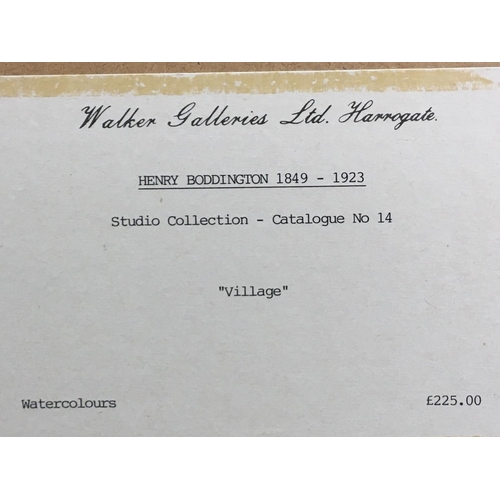 Walker Galleries Ltd. Harrogate.
HENRY BODDINGTON 1849 - 1923
Studio Collection - Catalogue No 14
"Village"
Watercolours £225.00